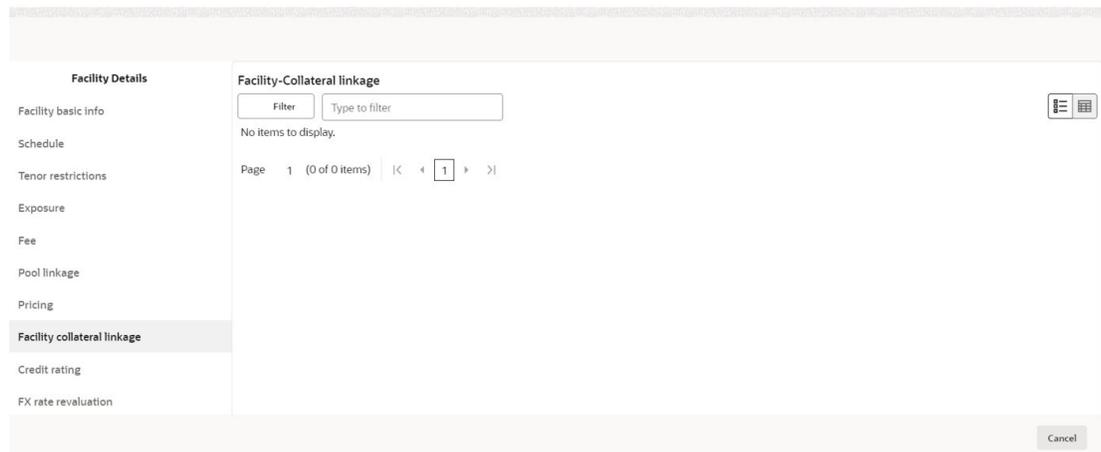 Facility Details
Facility basic info
Schedule
Tenor restrictions
Exposure
Fee
Pool linkage
Pricing
Facility collateral linkage
Credit rating
FX rate revaluation
Facility-Collateral linkage
Filter
Type to filter
No items to display.
Page 1 (0 of 0 items) 1
Cancel